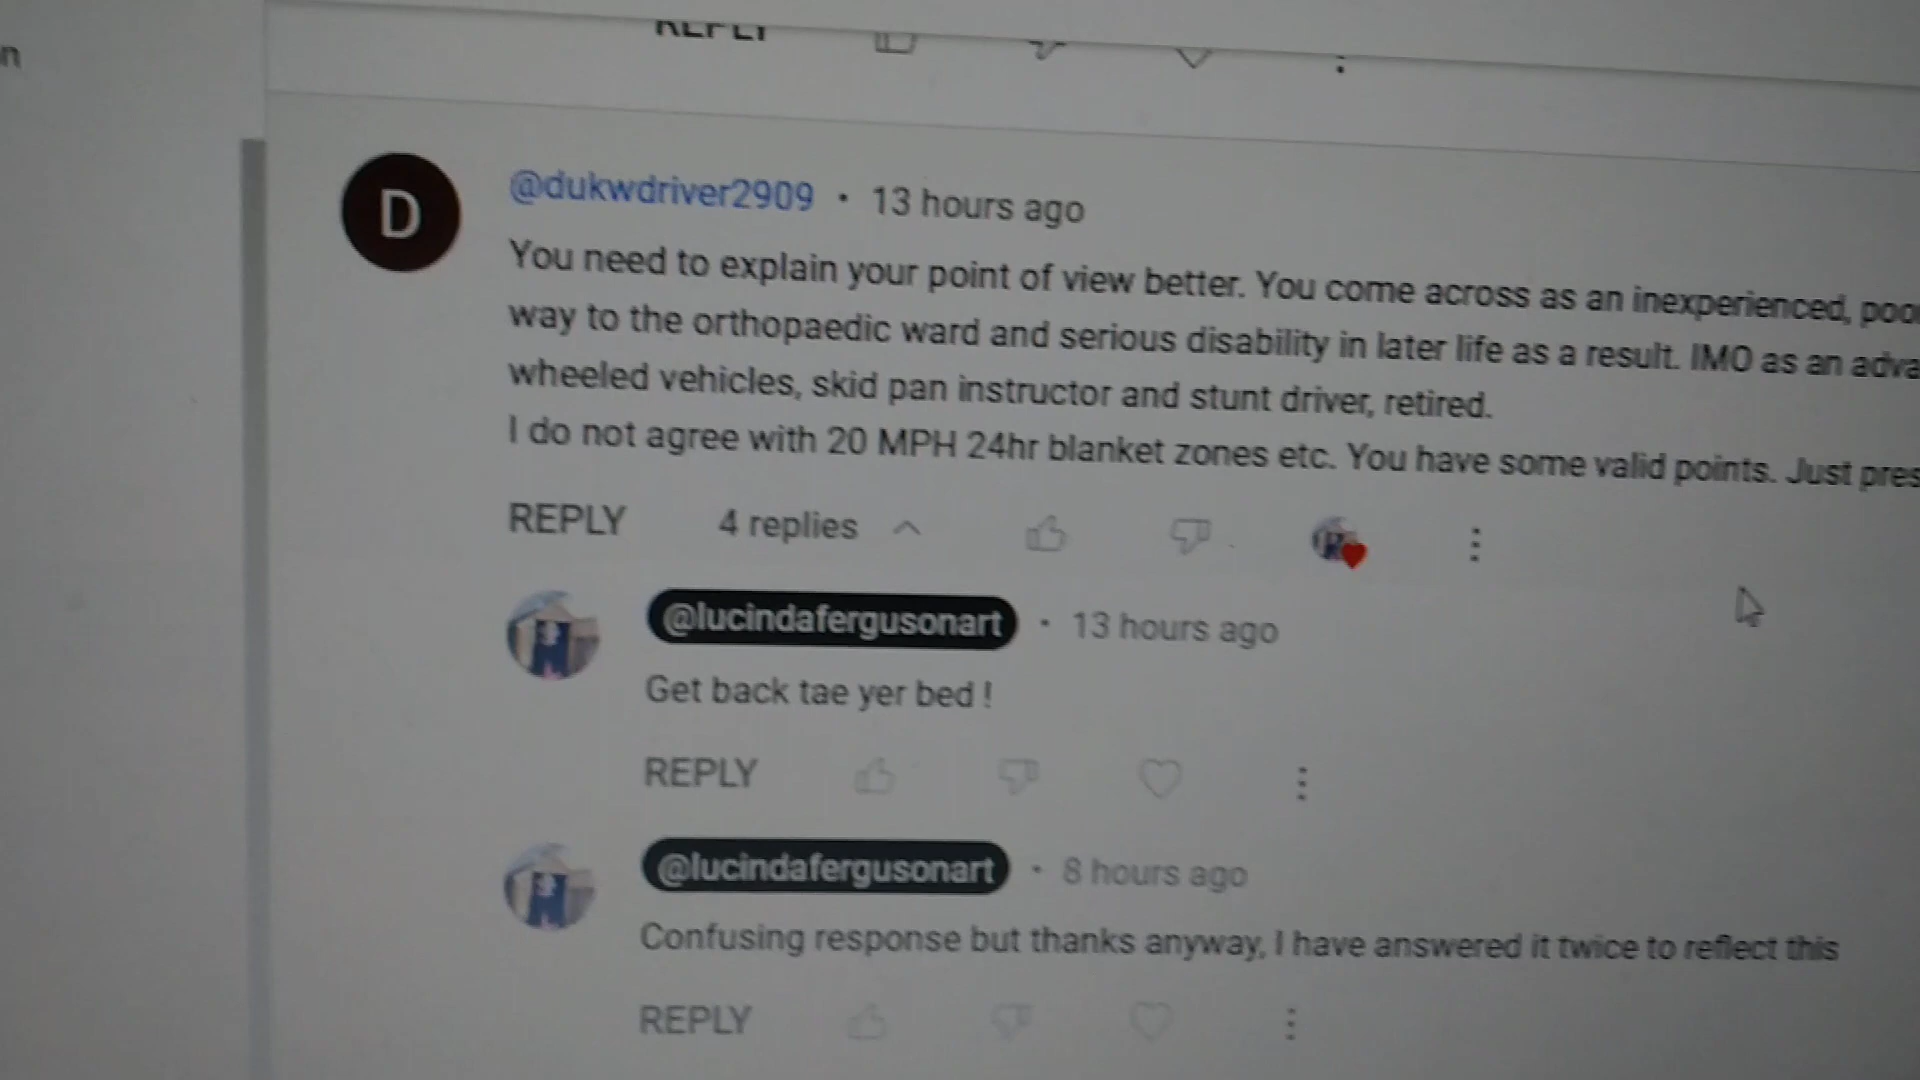 n
REPLY
D
@dukwdriver2909 · 13 hours ago
You need to explain your point of view better. You come across as an inexperienced,
way to the orthopaedic ward and serious disability in later life as a result. IMO as an
wheeled vehicles, skid pan instructor and stunt driver, retired.
I do not agree with 20 MPH 24hr blanket zones etc. You have some valid points. Just
REPLY 4 replies
@lucindafergusonart · 13 hours ago
Get back tae yer bed !
REPLY
@lucindafergusonart · 8 hours ago
Confusing response but thanks anyway, I have answered it twice to reflect this
REPLY